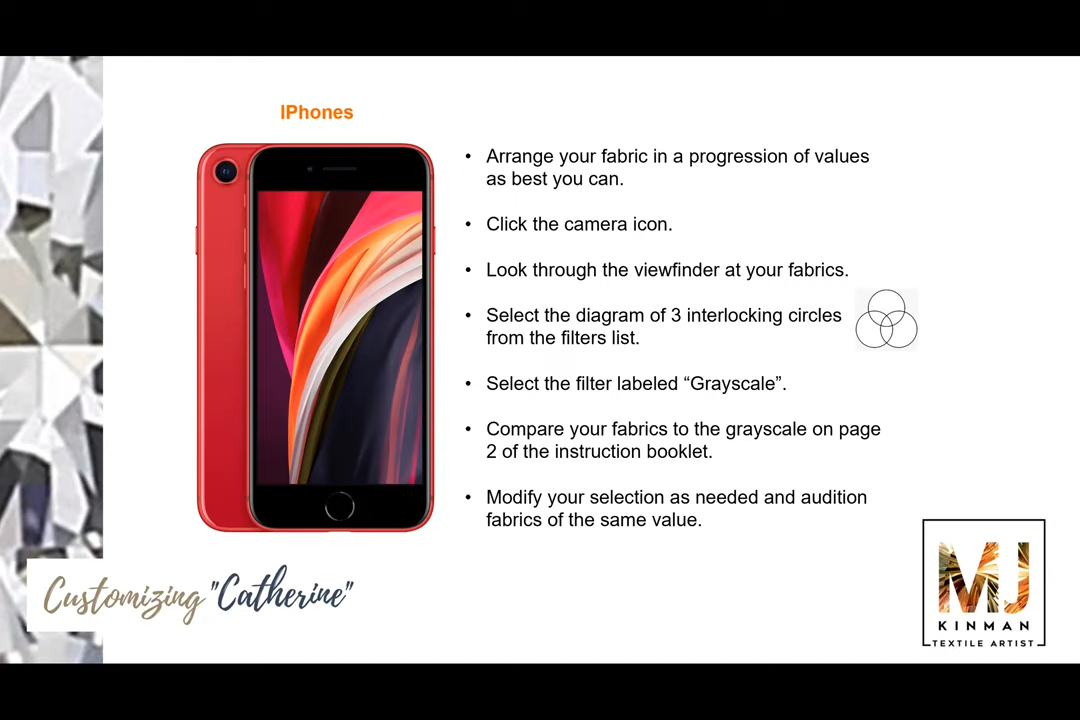 IPhones
• Arrange your fabric in a progression of values
as best you can.
• Click the camera icon.
• Look through the viewfinder at your fabrics.
• Select the diagram of 3 interlocking circles
from the filters list.
• Select the filter labeled “Grayscale”.
• Compare your fabrics to the grayscale on page
2 of the instruction booklet.
• Modify your selection as needed and audition
fabrics of the same value.
Customizing "Catherine"
MJ
KINMAN
TEXTILE ARTIST